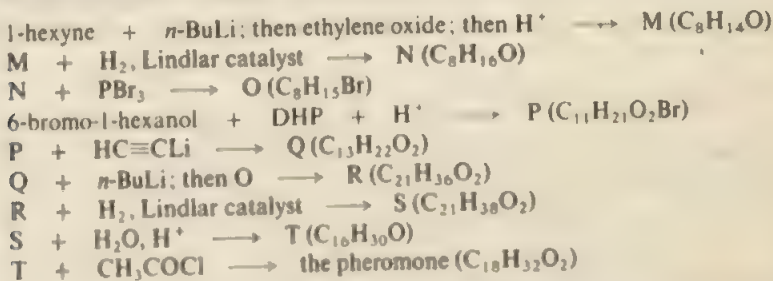 1-hexyne + n-BuLi; then ethylene oxide; then H⁺ → M (C₈H₁₄O)
M + H₂, Lindlar catalyst → N (C₈H₁₆O)
N + PBr₃ → O (C₈H₁₅Br)
6-bromo-1-hexanol + DHP + H⁺ → P (C₁₁H₂₁O₂Br)
P + HC≡CLi → Q (C₁₃H₂₂O₂)
Q + n-BuLi; then O → R (C₂₁H₃₆O₂)
R + H₂, Lindlar catalyst → S (C₂₁H₃₈O₂)
S + H₂O, H⁺ → T (C₁₆H₃₀O)
T + CH₃COCl → the pheromone (C₁₈H₃₂O₂)